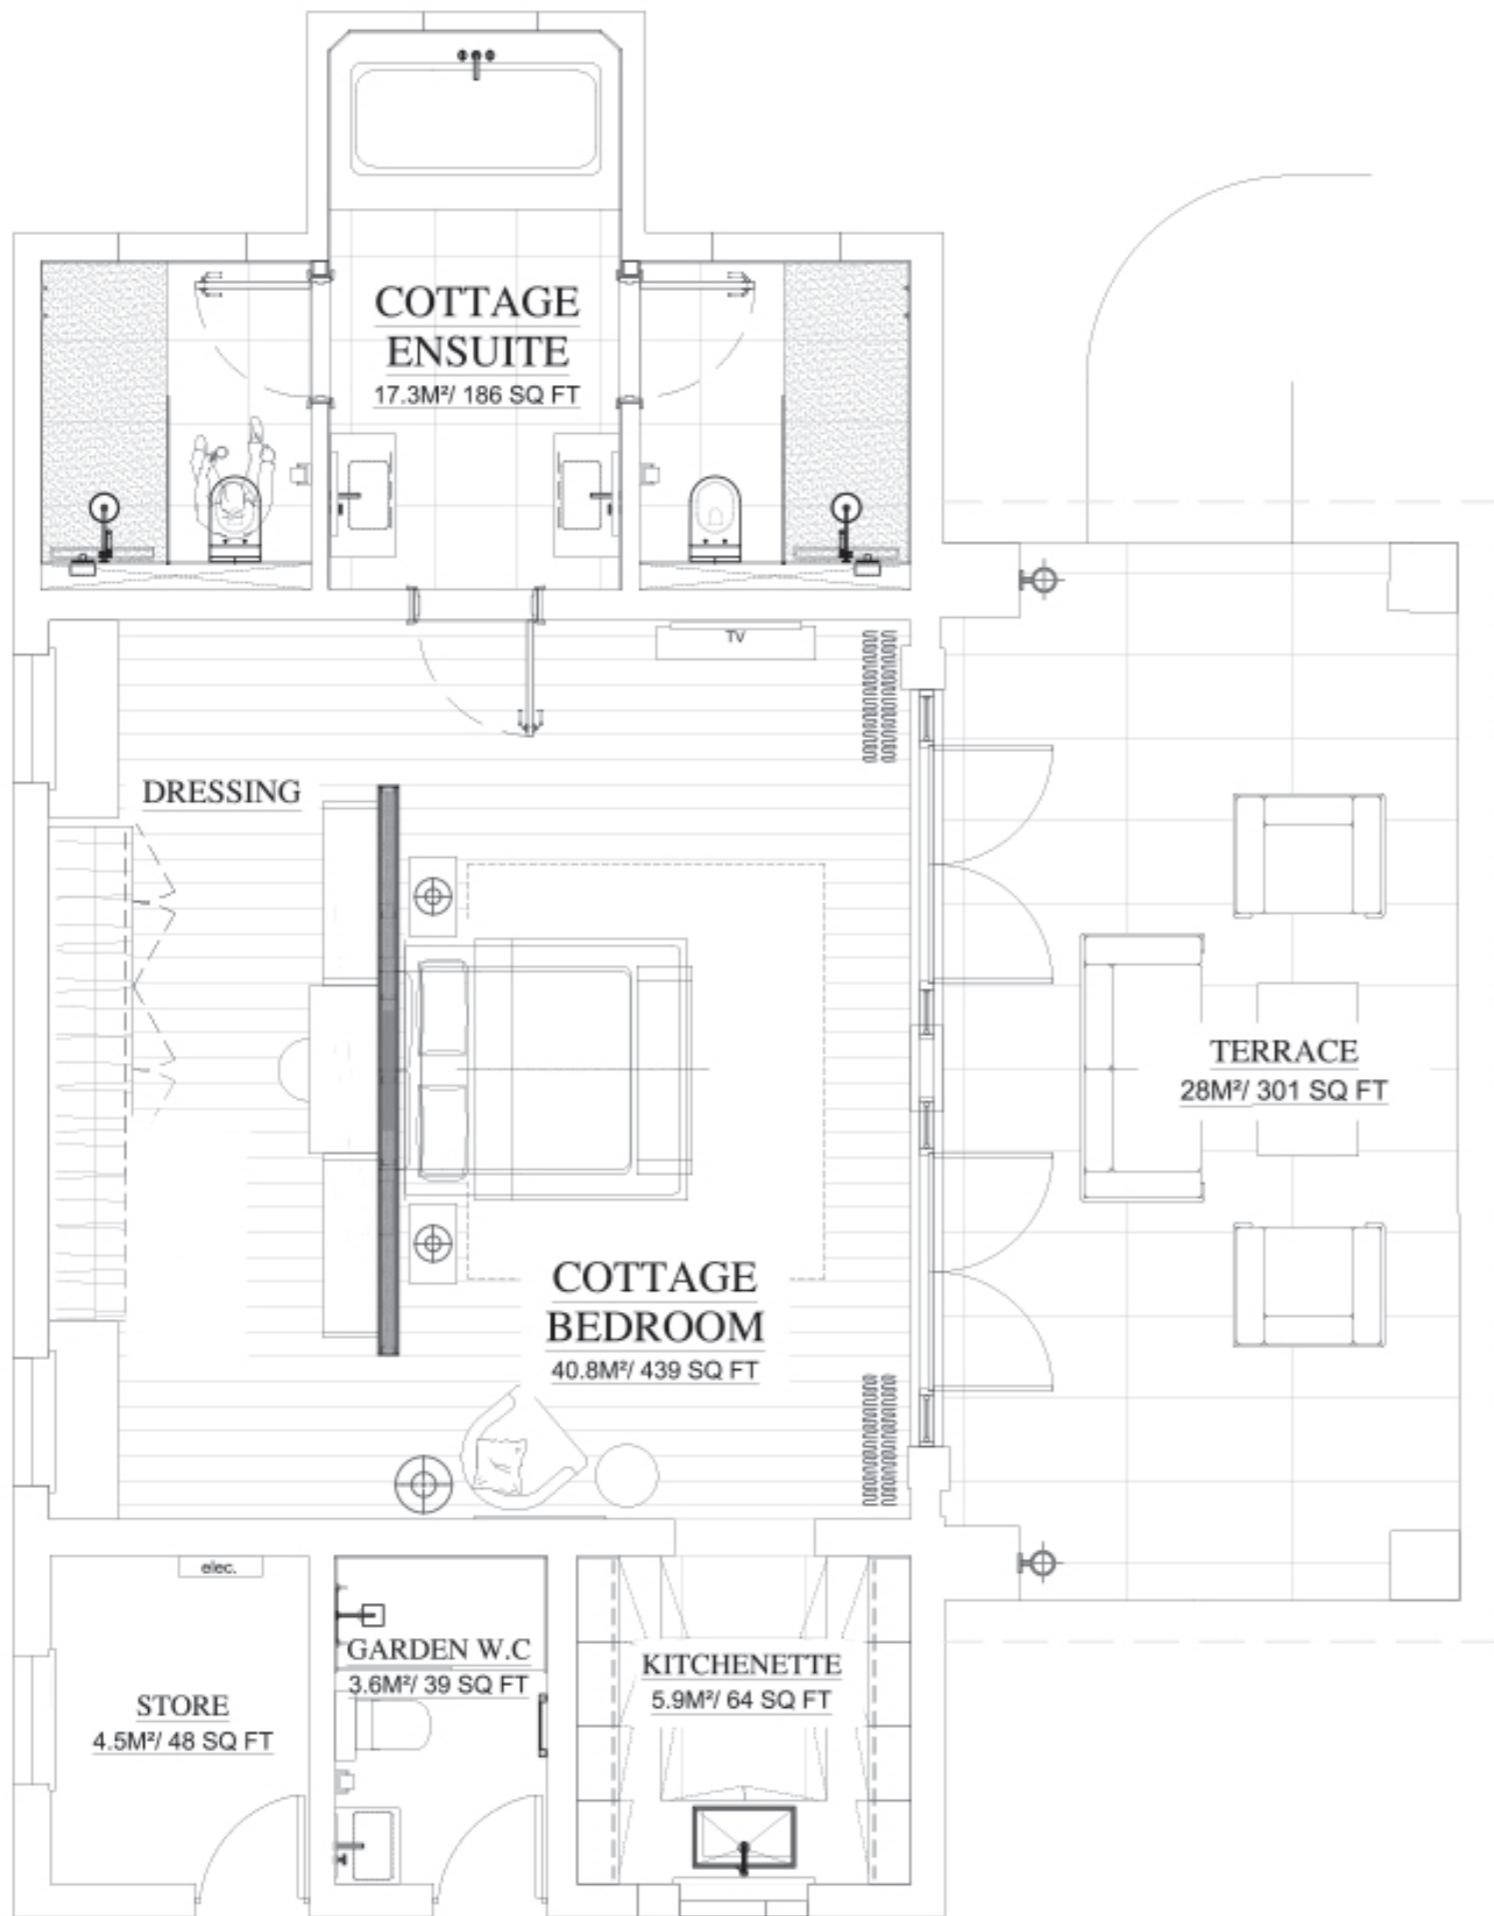 COTTAGE
ENSUITE
17.3M²/ 186 SQ FT
TV
DRESSING
TERRACE
28M²/ 301 SQ FT
COTTAGE
BEDROOM
40.8M²/ 439 SQ FT
elec.
GARDEN W.C
3.6M²/ 39 SQ FT
KITCHENETTE
5.9M²/ 64 SQ FT
STORE
4.5M²/ 48 SQ FT